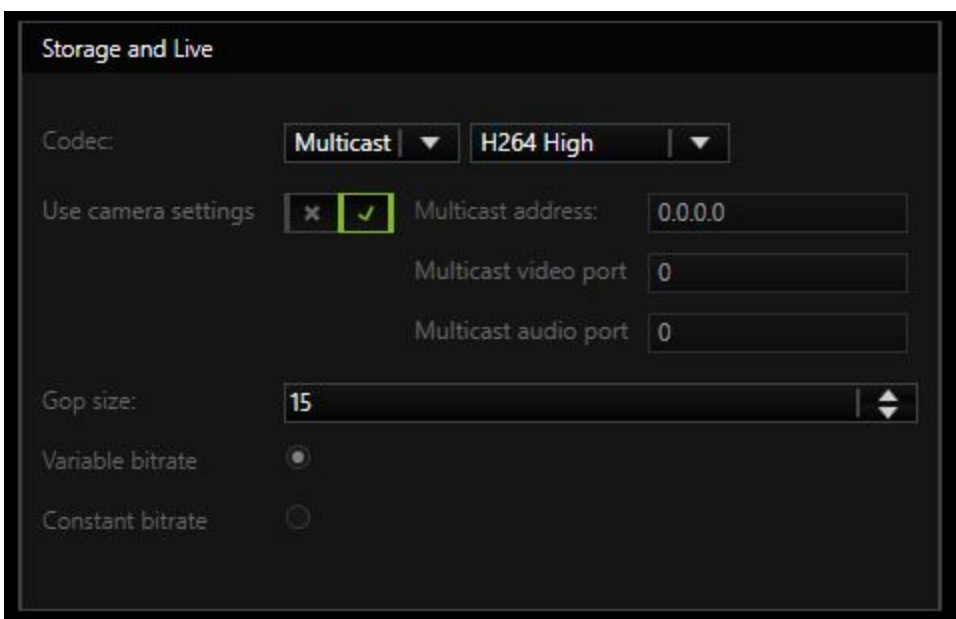 Storage and Live
Codec: Multicast H264 High
Use camera settings Multicast address: 0.0.0.0
Multicast video port 0
Multicast audio port 0
Gop size: 15
Variable bitrate
Constant bitrate